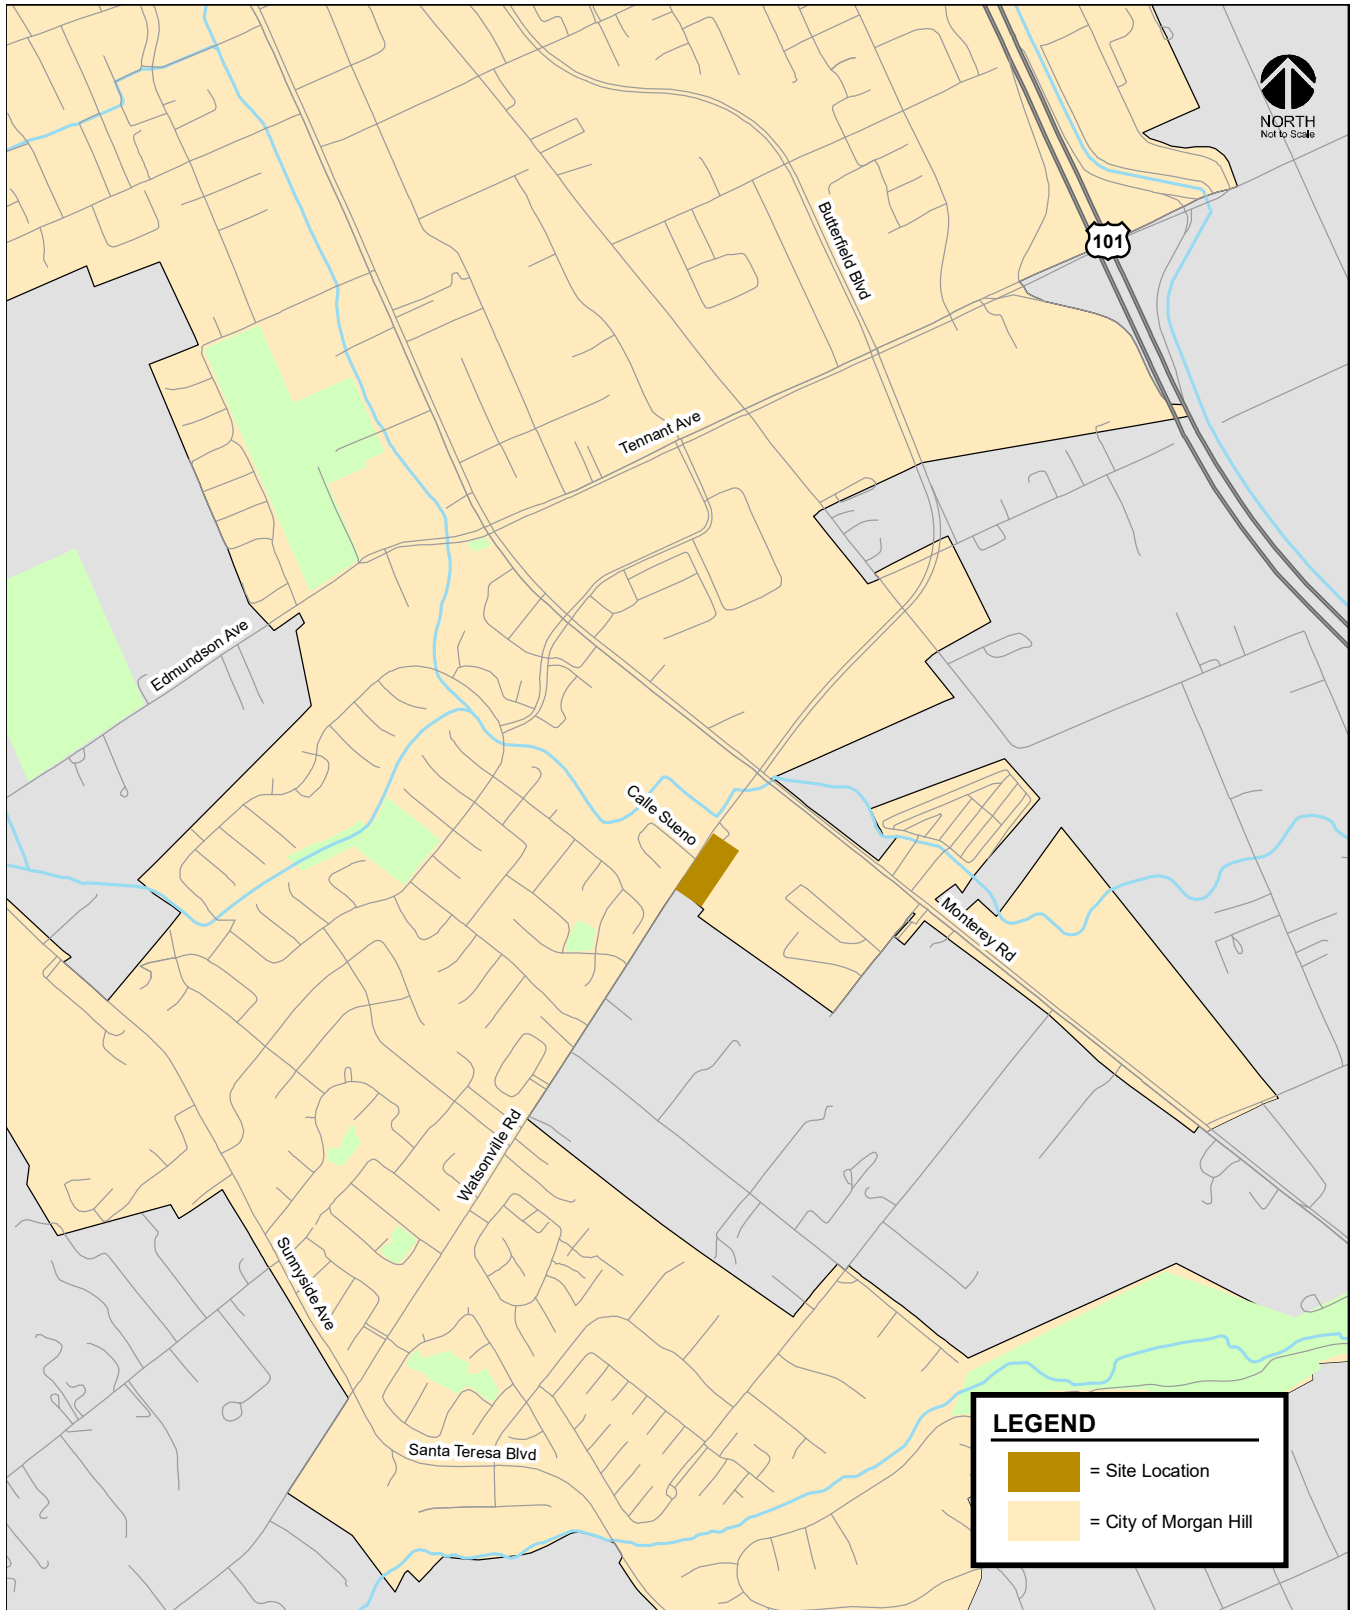 NORTH
Not to Scale
Butterfield Blvd
101
Tennant Ave
Edmundson Ave
Calle Sueno
Monterey Rd
Watsonville Rd
Sunnyside Ave
Santa Teresa Blvd
LEGEND
= Site Location
= City of Morgan Hill